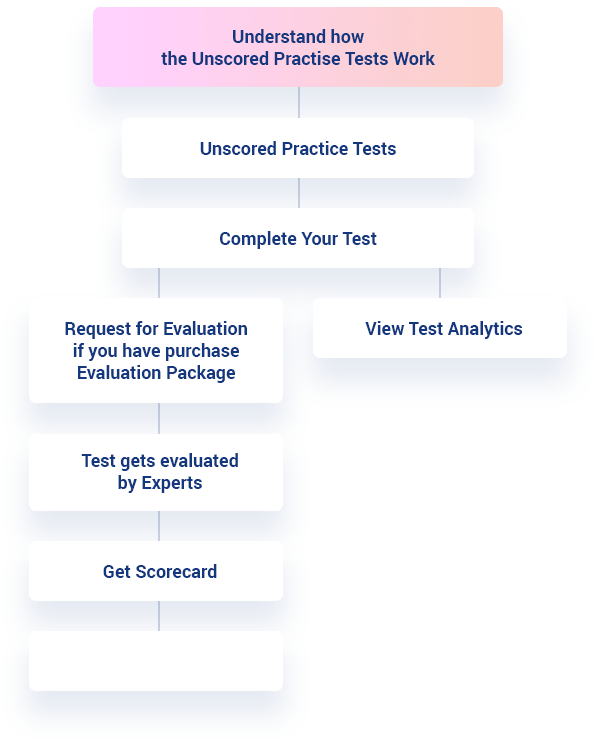 Understand how
the Unscored Practise Tests Work
Unscored Practice Tests
Complete Your Test
Request for Evaluation
if you have purchase
Evaluation Package
View Test Analytics
Test gets evaluated
by Experts
Get Scorecard